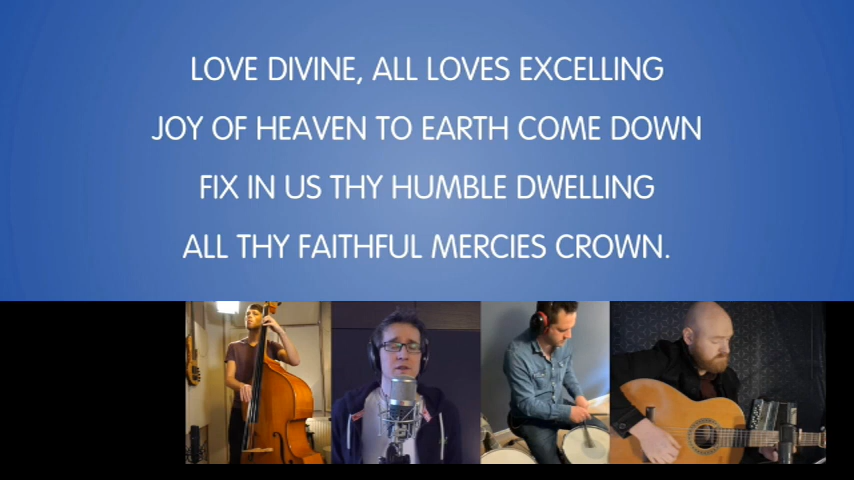 LOVE DIVINE, ALL LOVES EXCELLING
JOY OF HEAVEN TO EARTH COME DOWN
FIX IN US THY HUMBLE DWELLING
ALL THY FAITHFUL MERCIES CROWN.